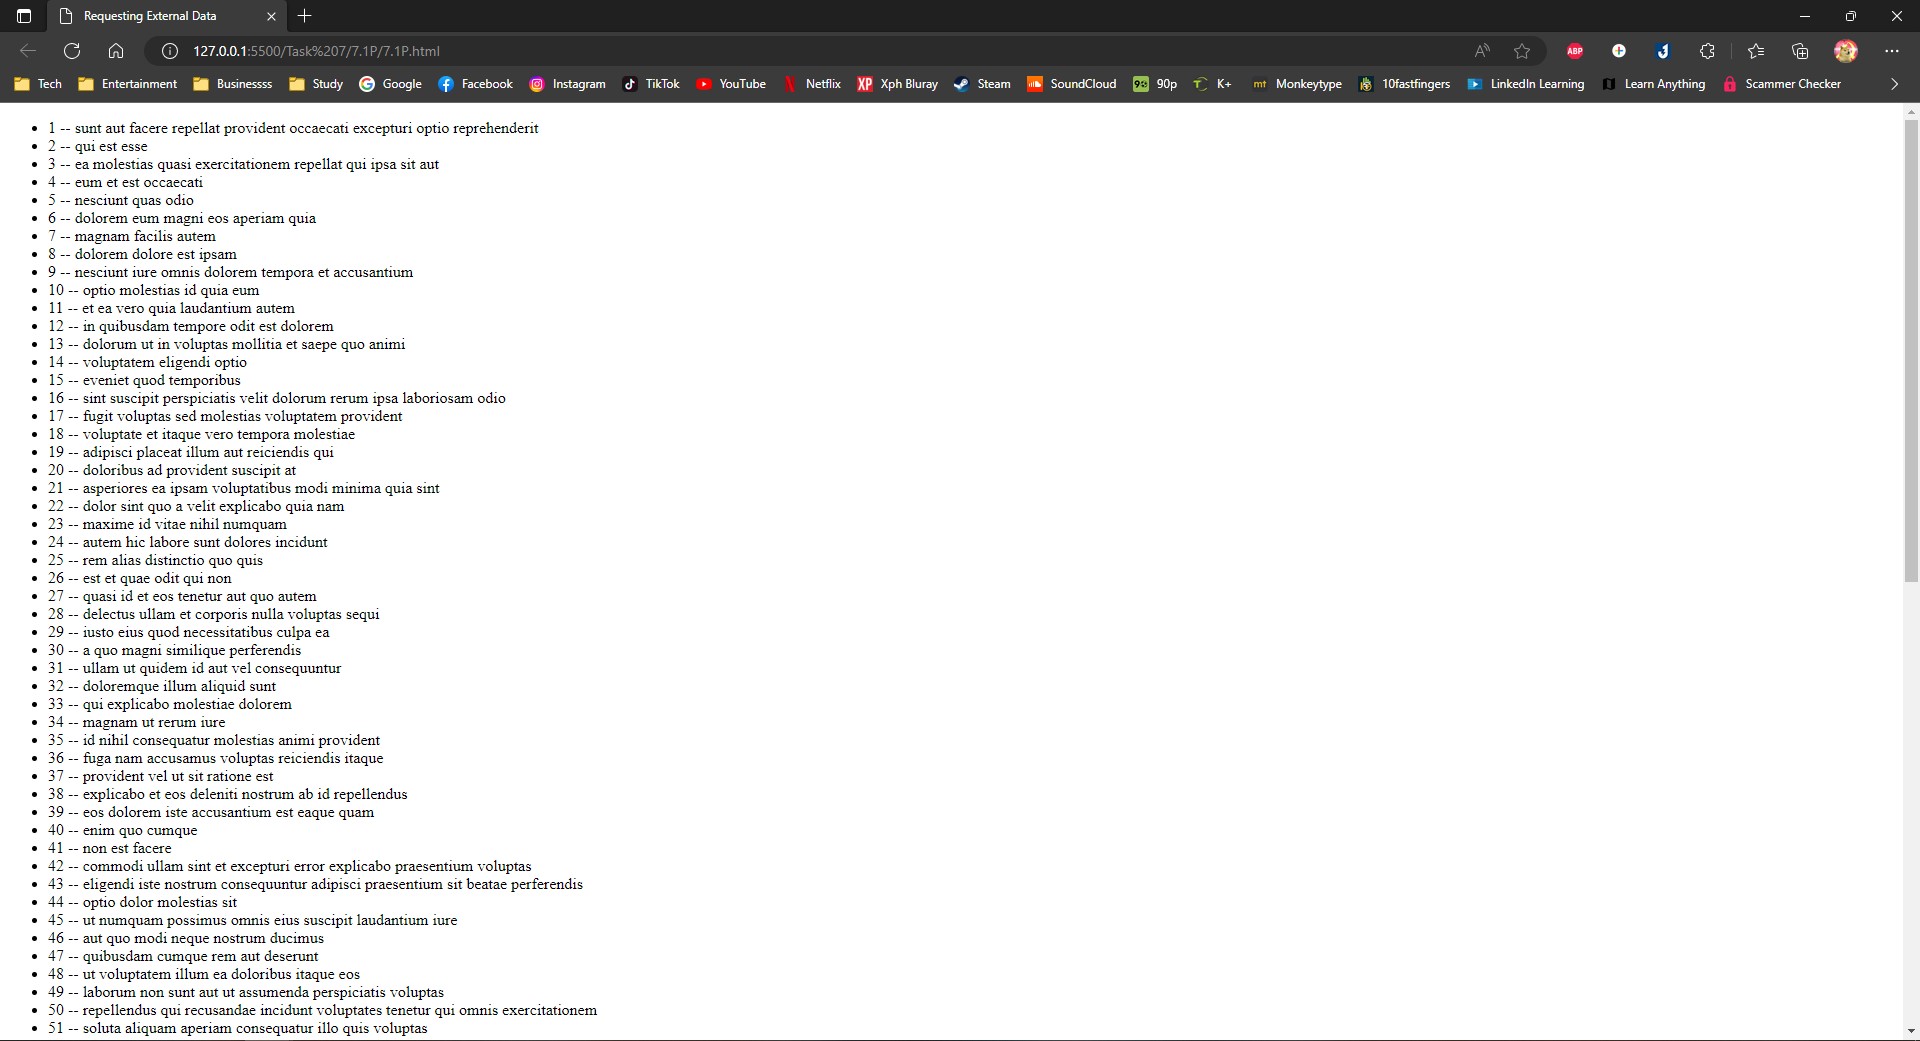 Requesting External Data
127.0.0.1:5500/Task%207/7.1P/7.1P.html
ABP
Tech Entertainment Businessss Study Google Facebook Instagram TikTok YouTube Netflix XP Xph Bluray Steam SoundCloud 90p K+ mt Monkeytype 10fastfingers LinkedIn Learning Learn Anything Scammer Checker
• 1 -- sunt aut facere repellat provident occaecati excepturi optio reprehenderit
• 2 -- qui est esse
• 3 -- ea molestias quasi exercitationem repellat qui ipsa sit aut
• 4 -- eum et est occaecati
• 5 -- nesciunt quas odio
• 6 -- dolorem eum magni eos aperiam quia
• 7 -- magnam facilis autem
• 8 -- dolorem dolore est ipsam
• 9 -- nesciunt iure omnis dolorem tempora et accusantium
• 10 -- optio molestias id quia eum
• 11 -- et ea vero quia laudantium autem
• 12 -- in quibusdam tempore odit est dolorem
• 13 -- dolorum ut in voluptas mollitia et saepe quo animi
• 14 -- voluptatem eligendi optio
• 15 -- eveniet quod temporibus
• 16 -- sint suscipit perspiciatis velit dolorum rerum ipsa laboriosam odio
• 17 -- fugit voluptas sed molestias voluptatem provident
• 18 -- voluptate et itaque vero tempora molestiae
• 19 -- adipisci placeat illum aut reiciendis qui
• 20 -- doloribus ad provident suscipit at
• 21 -- asperiores ea ipsam voluptatibus modi minima quia sint
• 22 -- dolor sint quo a velit explicabo quia nam
• 23 -- maxime id vitae nihil numquam
• 24 -- autem hic labore sunt dolores incidunt
• 25 -- rem alias distinctio quo quis
• 26 -- est et quae odit qui non
• 27 -- quasi id et eos tenetur aut quo autem
• 28 -- delectus ullam et corporis nulla voluptas sequi
• 29 -- iusto eius quod necessitatibus culpa ea
• 30 -- a quo magni similique perferendis
• 31 -- ullam ut quidem id aut vel consequuntur
• 32 -- doloremque illum aliquid sunt
• 33 -- qui explicabo molestiae dolorem
• 34 -- magnam ut rerum iure
• 35 -- id nihil consequatur molestias animi provident
• 36 -- fuga nam accusamus voluptas reiciendis itaque
• 37 -- provident vel ut sit ratione est
• 38 -- explicabo et eos deleniti nostrum ab id repellendus
• 39 -- eos dolorem iste accusantium est eaque quam
• 40 -- enim quo cumque
• 41 -- non est facere
• 42 -- commodi ullam sint et excepturi error explicabo praesentium voluptas
• 43 -- eligendi iste nostrum consequuntur adipisci praesentium sit beatae perferendis
• 44 -- optio dolor molestias sit
• 45 -- ut numquam possimus omnis eius suscipit laudantium iure
• 46 -- aut quo modi neque nostrum ducimus
• 47 -- quibusdam cumque rem aut deserunt
• 48 -- ut voluptatem illum ea doloribus itaque eos
• 49 -- laborum non sunt aut ut assumenda perspiciatis voluptas
• 50 -- repellendus qui recusandae incidunt voluptates tenetur qui omnis exercitationem
• 51 -- soluta aliquam aperiam consequatur illo quis voluptas